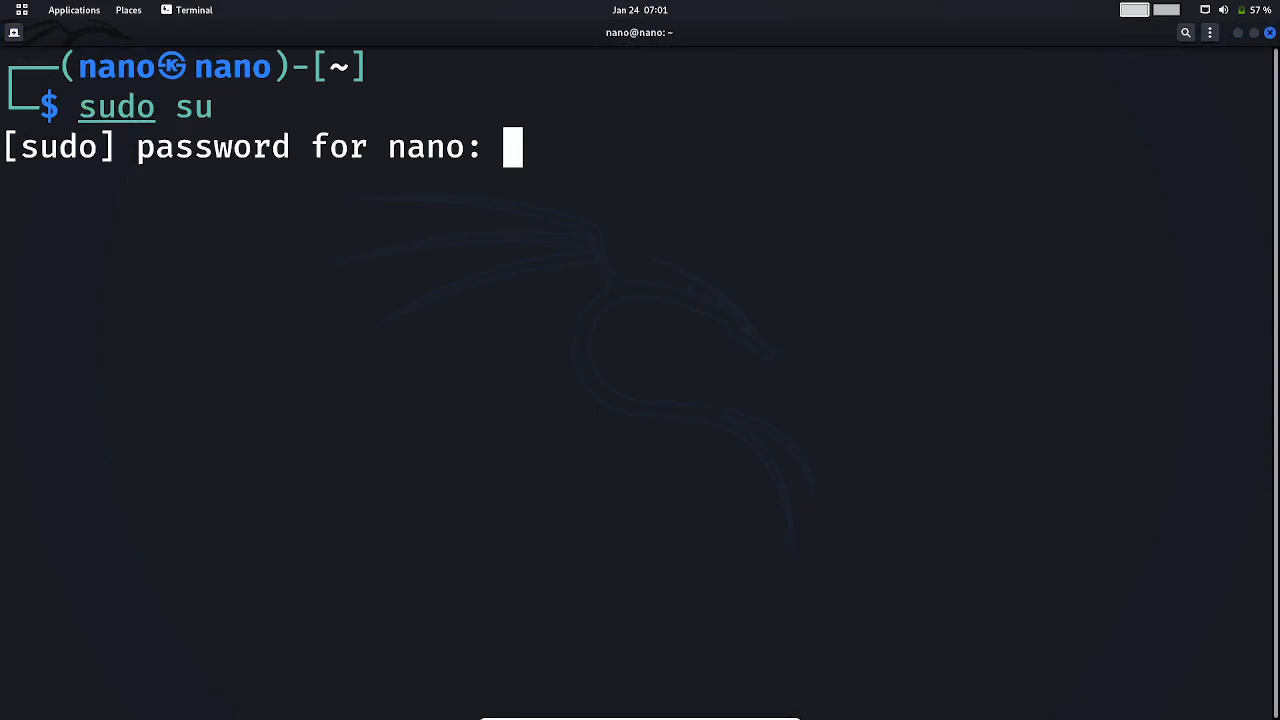 Applications Places Terminal Jan 24 07:01 57 %
nano@nano: ~
(nano㉿nano)-[~]
$ sudo su
[sudo] password for nano: